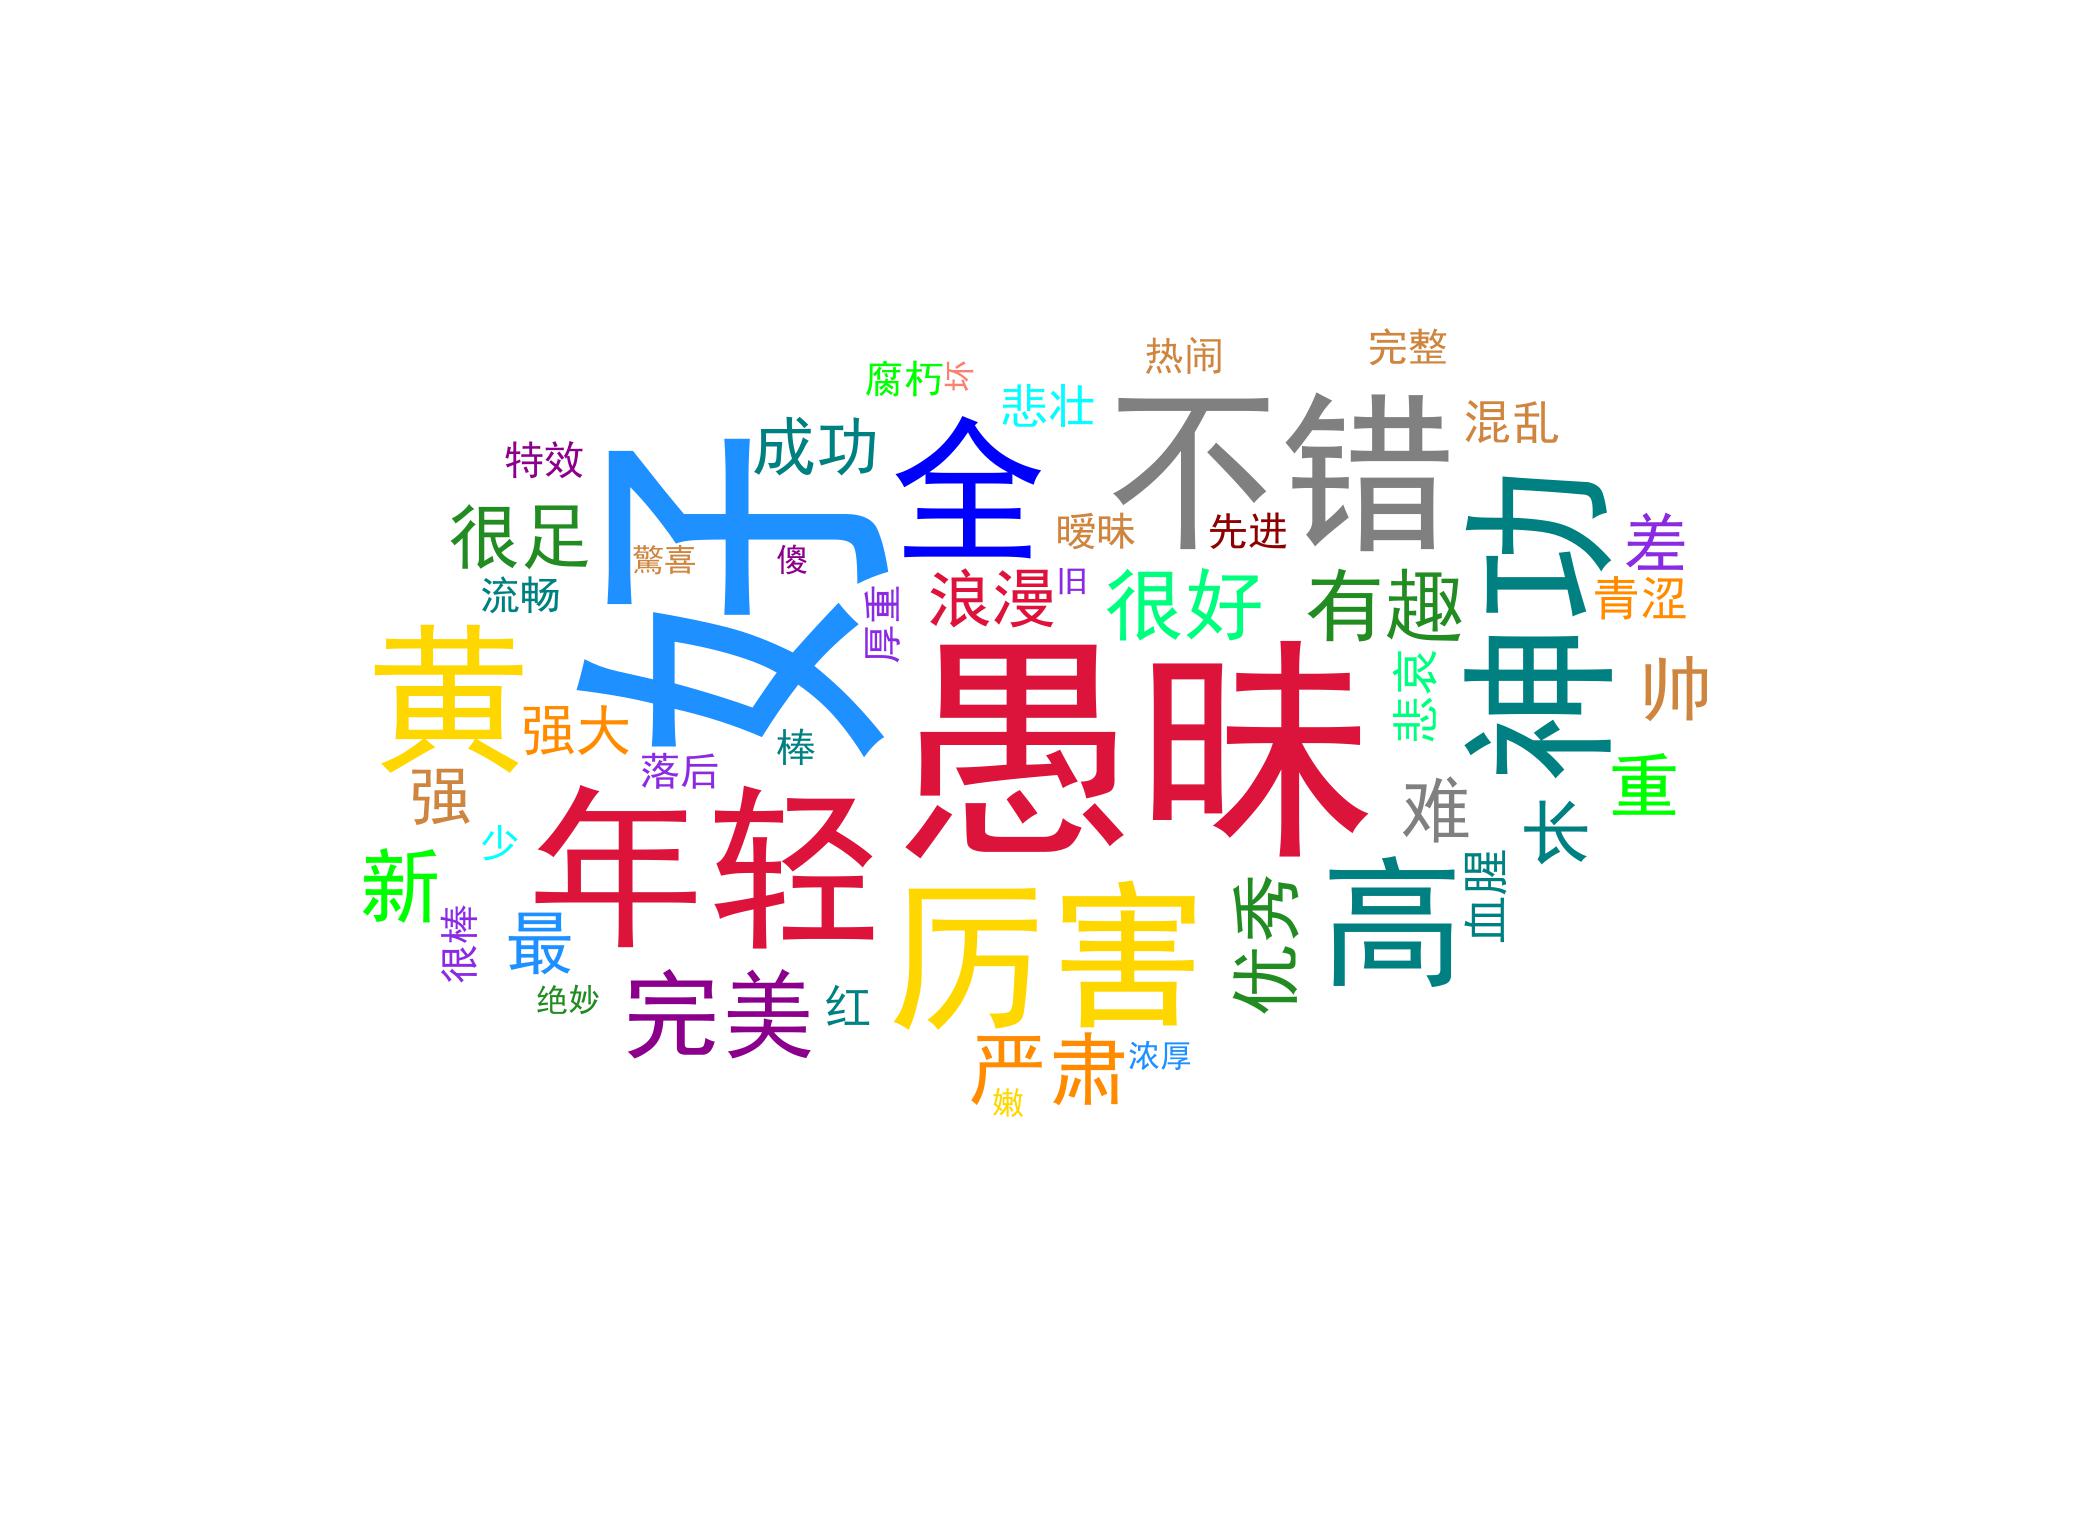 热闹
完整
腐朽
坏
悲壮
不错
混乱
特效
成功
全
好
神功
很足
驚喜
傻
暧昧
先进
差
流畅
厚重
浪漫
旧
很好
有趣
青涩
黄
强大
棒
愚昧
悲哀
帅
落后
强
年轻
难
重
长
少
新
很棒
最
厉害
优秀
高
血腥
绝妙
完美
红
严肃
浓厚
嫩